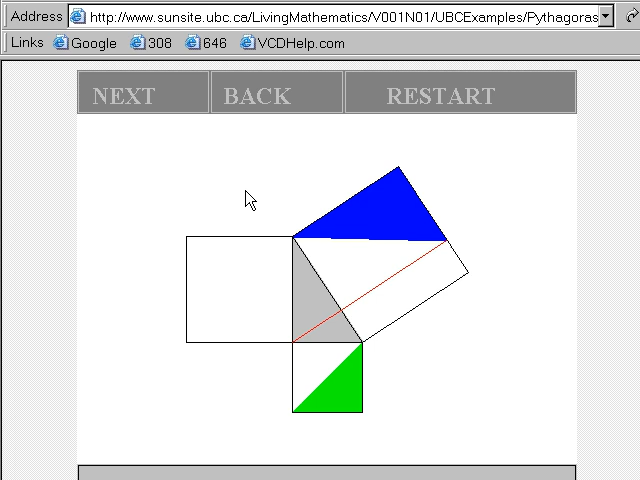 Address http://www.sunsite.ubc.ca/LivingMathematics/V001N01/UBCExamples/Pythagoras
Links Google 308 646 VCDHelp.com
NEXT BACK RESTART